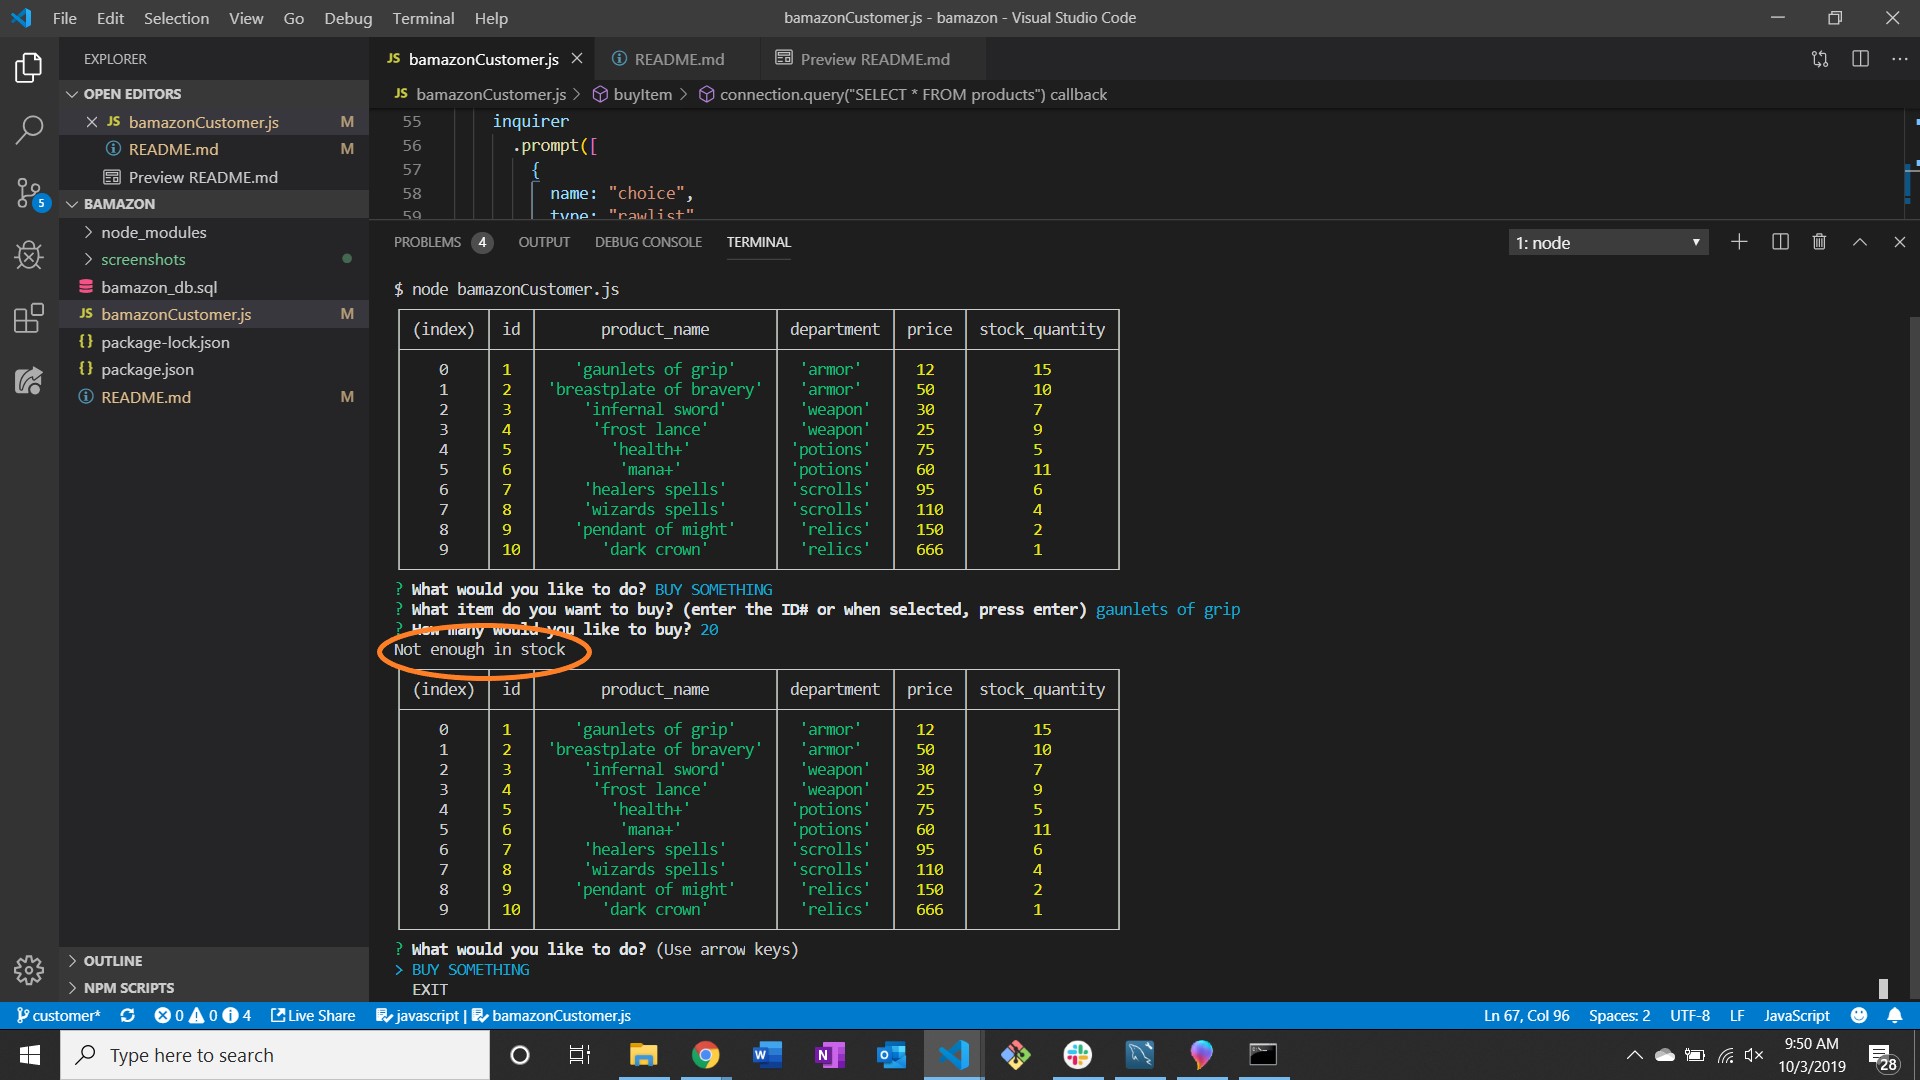 File Edit Selection View Go Debug Terminal Help
bamazonCustomer.js - bamazon - Visual Studio Code
EXPLORER
OPEN EDITORS
JS bamazonCustomer.js M
README.md M
Preview README.md
BAMAZON
node_modules
screenshots
bamazon_db.sql
JS bamazonCustomer.js M
{} package-lock.json
{} package.json
README.md M
OUTLINE
NPM SCRIPTS
5
JS bamazonCustomer.js README.md Preview README.md
JS bamazonCustomer.js > buyItem > connection.query("SELECT * FROM products") callback
55 inquirer
56 .prompt([
57 {
58 name: "choice",
59 type: "rawlist"
PROBLEMS 4 OUTPUT DEBUG CONSOLE TERMINAL 1: node
$ node bamazonCustomer.js
(index) id product_name department price stock_quantity
0 1 'gaunlets of grip' 'armor' 12 15
1 2 'breastplate of bravery' 'armor' 50 10
2 3 'infernal sword' 'weapon' 30 7
3 4 'frost lance' 'weapon' 25 9
4 5 'health+' 'potions' 75 5
5 6 'mana+' 'potions' 60 11
6 7 'healers spells' 'scrolls' 95 6
7 8 'wizards spells' 'scrolls' 110 4
8 9 'pendant of might' 'relics' 150 2
9 10 'dark crown' 'relics' 666 1
? What would you like to do? BUY SOMETHING
? What item do you want to buy? (enter the ID# or when selected, press enter) gaunlets of grip
? How many would you like to buy? 20
Not enough in stock
(index) id product_name department price stock_quantity
0 1 'gaunlets of grip' 'armor' 12 15
1 2 'breastplate of bravery' 'armor' 50 10
2 3 'infernal sword' 'weapon' 30 7
3 4 'frost lance' 'weapon' 25 9
4 5 'health+' 'potions' 75 5
5 6 'mana+' 'potions' 60 11
6 7 'healers spells' 'scrolls' 95 6
7 8 'wizards spells' 'scrolls' 110 4
8 9 'pendant of might' 'relics' 150 2
9 10 'dark crown' 'relics' 666 1
? What would you like to do? (Use arrow keys)
> BUY SOMETHING
EXIT
customer* 0 0 4 Live Share javascript | bamazonCustomer.js Ln 67, Col 96 Spaces: 2 UTF-8 LF JavaScript
Type here to search
9:50 AM
10/3/2019
28